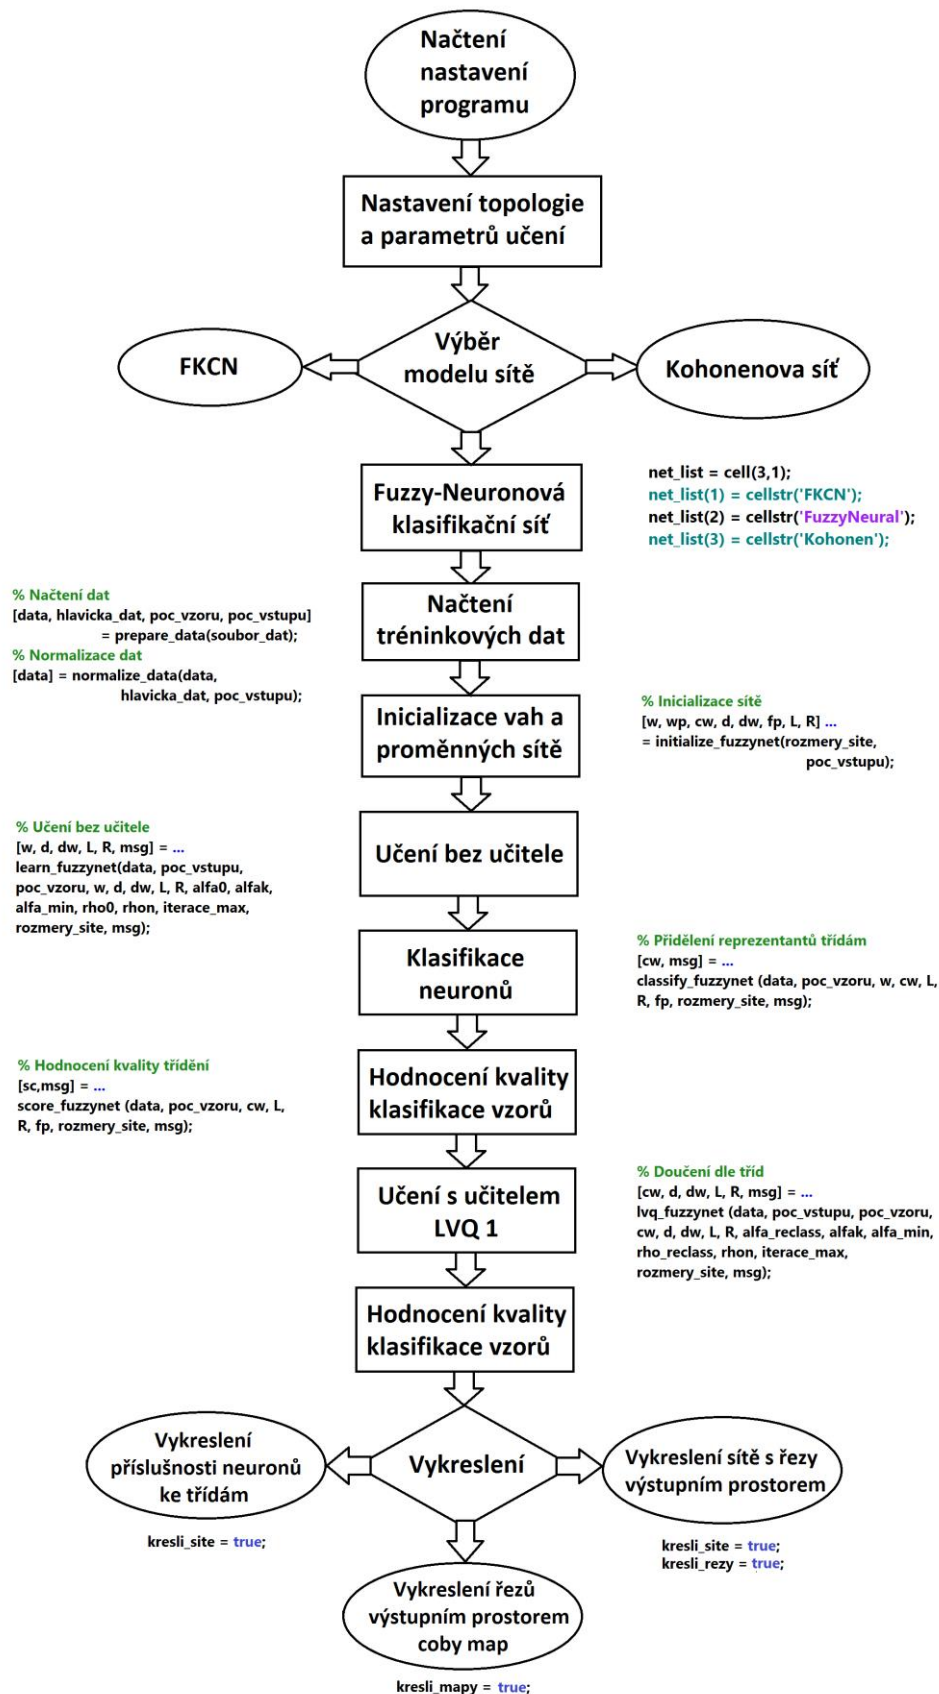 Načtení
nastavení
programu
Nastavení topologie
a parametrů učení
Výběr
modelu sítě
FKCN
Kohonenova síť
Fuzzy-Neuronová
klasifikační síť
net_list = cell(3,1);
net_list(1) = cellstr('FKCN');
net_list(2) = cellstr('FuzzyNeural');
net_list(3) = cellstr('Kohonen');
% Načtení dat
[data, hlavicka_dat, poc_vzoru, poc_vstupu]
= prepare_data(soubor_dat);
% Normalizace dat
[data] = normalize_data(data,
hlavicka_dat, poc_vstupu);
Načtení
tréninkových dat
Inicializace vah a
proměnných sítě
% Inicializace sítě
[w, wp, cw, d, dw, fp, L, R] ...
= initialize_fuzzynet(rozmery_site,
poc_vstupu);
% Učení bez učitele
[w, d, dw, L, R, msg] = ...
learn_fuzzynet(data, poc_vstupu,
poc_vzoru, w, d, dw, L, R, alfa0, alfak,
alfa_min, rho0, rhon, iterace_max,
rozmery_site, msg);
Učení bez učitele
Klasifikace
neuronů
% Přidělení reprezentantů třídám
[cw, msg] = ...
classify_fuzzynet (data, poc_vzoru, w, cw, L,
R, fp, rozmery_site, msg);
% Hodnocení kvality třídění
[sc,msg] = ...
score_fuzzynet (data, poc_vzoru, cw, L,
R, fp, rozmery_site, msg);
Hodnocení kvality
klasifikace vzorů
Učení s učitelem
LVQ 1
% Doučení dle tříd
[cw, d, dw, L, R, msg] = ...
lvq_fuzzynet (data, poc_vstupu, poc_vzoru,
cw, d, dw, L, R, alfa_reclass, alfak, alfa_min,
rho_reclass, rhon, iterace_max,
rozmery_site, msg);
Hodnocení kvality
klasifikace vzorů
Vykreslení
Vykreslení
příslušnosti neuronů
ke třídám
kresli_site = true;
Vykreslení sítě s řezy
výstupním prostorem
kresli_site = true;
kresli_rezy = true;
Vykreslení řezů
výstupním prostorem
coby map
kresli_mapy = true;